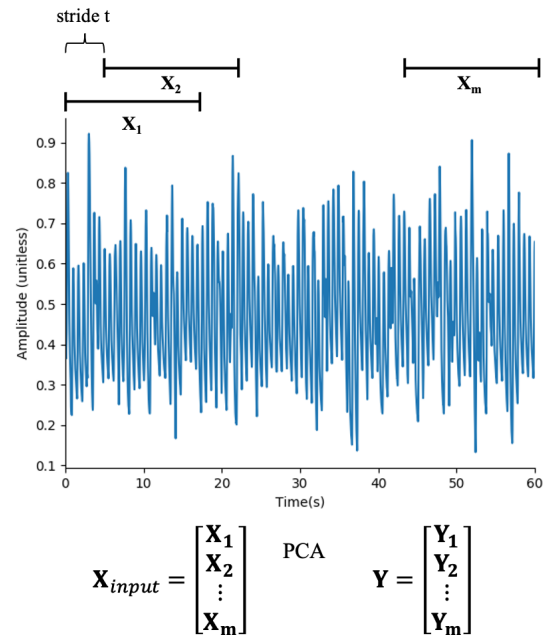 stride t
X₂
Xₘ
X₁
0.9
0.8
0.7
0.6
0.5
0.4
0.3
0.2
0.1
Amplitude (unitless)
0 10 20 30 40 50 60
Time(s)
X_input = [X₁ X₂ ⋮ Xₘ] PCA Y = [Y₁ Y₂ ⋮ Yₘ]